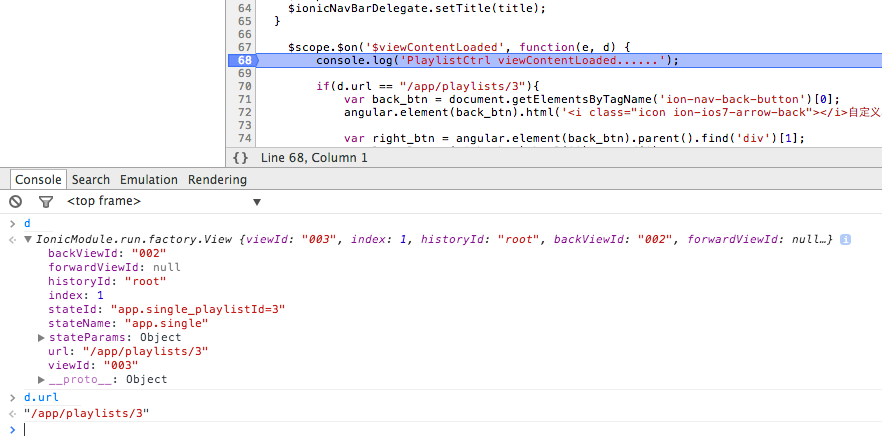 64 $ionicNavBarDelegate.setTitle(title);
65 }
66
67 $scope.$on('$viewContentLoaded', function(e, d) {
68 console.log('PlaylistCtrl viewContentLoaded......');
69
70 if(d.url == "/app/playlists/3"){
71 var back_btn = document.getElementsByTagName('ion-nav-back-button')[0];
72 angular.element(back_btn).html('<i class="icon ion-ios7-arrow-back"></i>自定义
73
74 var right_btn = angular.element(back_btn).parent().find('div')[1];
{} Line 68, Column 1
Console Search Emulation Rendering
<top frame> ▼
> d
▼ IonicModule.run.factory.View {viewId: "003", index: 1, historyId: "root", backViewId: "002", forwardViewId: null…} i
backViewId: "002"
forwardViewId: null
historyId: "root"
index: 1
stateId: "app.single_playlistId=3"
stateName: "app.single"
▶ stateParams: Object
url: "/app/playlists/3"
viewId: "003"
▶ __proto__: Object
> d.url
"/app/playlists/3"
>